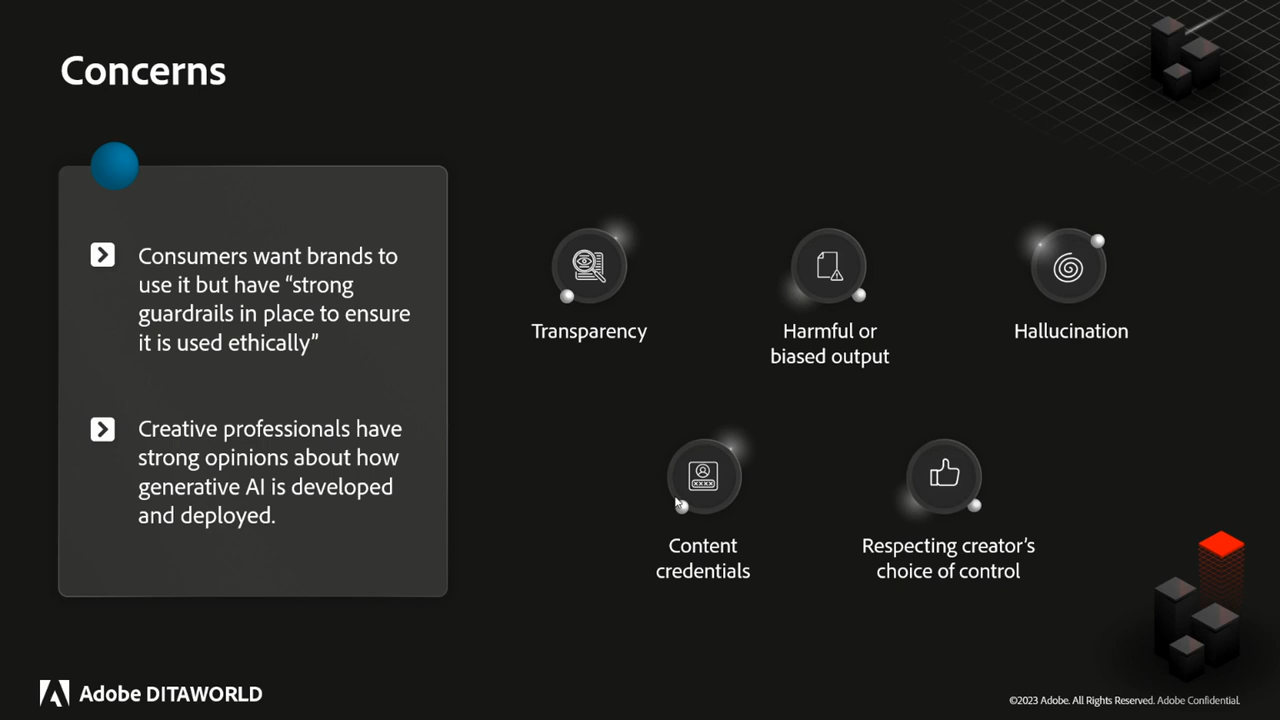 Concerns
Consumers want brands to
use it but have “strong
guardrails in place to ensure
it is used ethically”
Creative professionals have
strong opinions about how
generative AI is developed
and deployed.
Transparency
Harmful or
biased output
Hallucination
Content
credentials
Respecting creator’s
choice of control
Adobe DITAWORLD
©2023 Adobe. All Rights Reserved. Adobe Confidential.